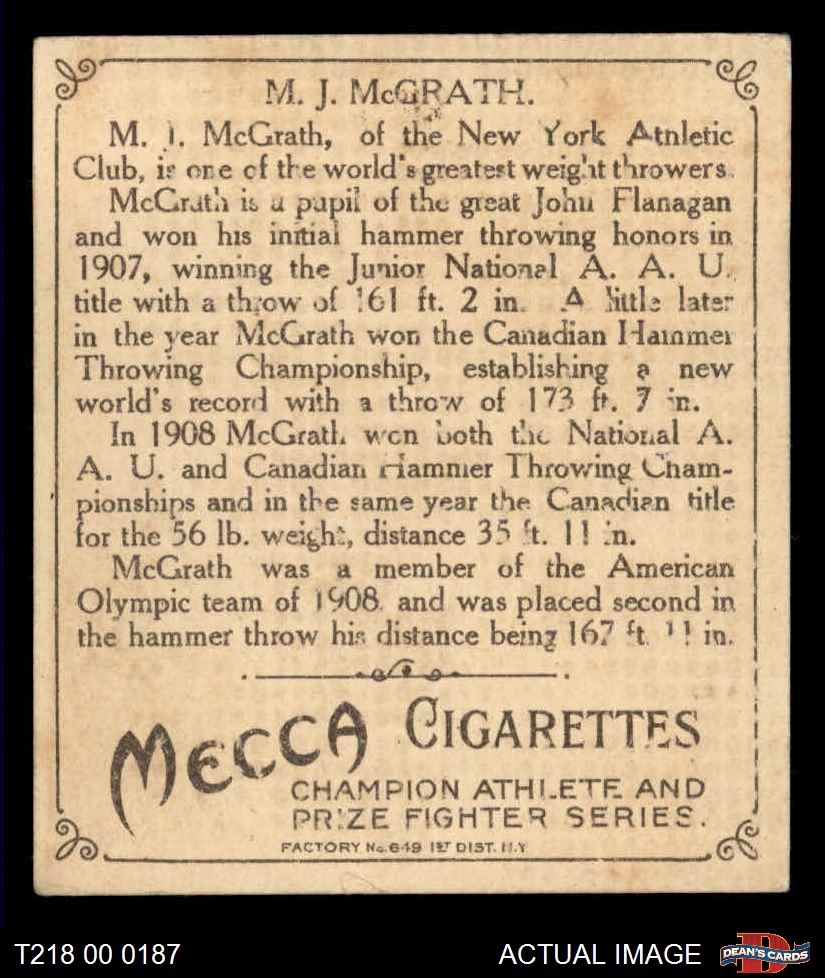 M. J. McGRATH.
M. J. McGrath, of the New York Athletic
Club, is one of the world's greatest weight throwers.
McGrath is a pupil of the great John Flanagan
and won his initial hammer throwing honors in
1907, winning the Junior National A. A. U.
title with a throw of 161 ft. 2 in. A little later
in the year McGrath won the Canadian Hammer
Throwing Championship, establishing a new
world's record with a throw of 173 ft. 7 in.
In 1908 McGrath won both the National A.
A. U. and Canadian Hammer Throwing Cham-
pionships and in the same year the Canadian title
for the 56 lb. weight, distance 35 ft. 11 in.
McGrath was a member of the American
Olympic team of 1908 and was placed second in
the hammer throw his distance being 167 ft. 11 in.
MECCA CIGARETTES
CHAMPION ATHLETE AND
PRIZE FIGHTER SERIES.
FACTORY No. 649 1ST DIST. N.Y
T218 00 0187
ACTUAL IMAGE
DEAN'S CARDS